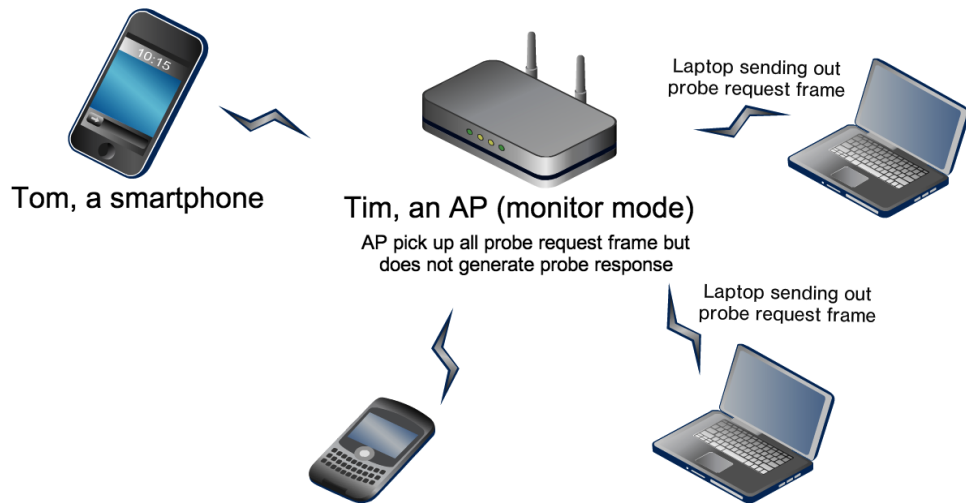 10:15
Laptop sending out
probe request frame
Tom, a smartphone
Tim, an AP (monitor mode)
AP pick up all probe request frame but
does not generate probe response
Laptop sending out
probe request frame